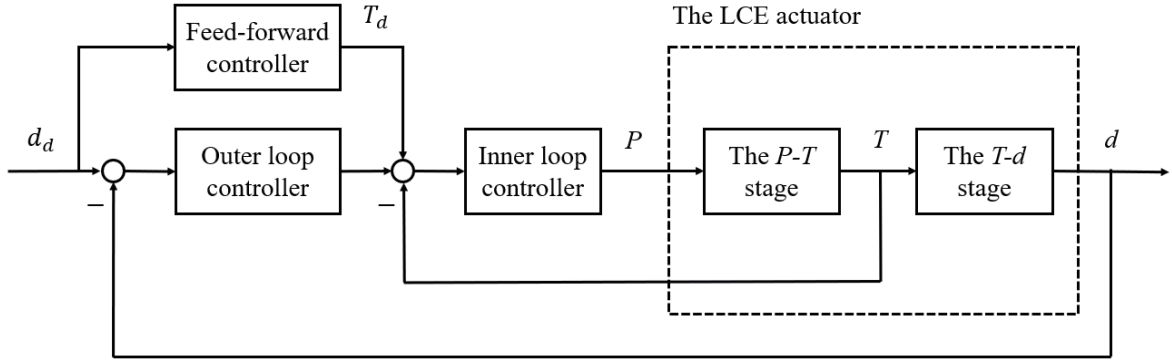 The LCE actuator
Feed-forward
controller
T_d
d_d
Outer loop
controller
Inner loop
controller
P
The P-T
stage
T
The T-d
stage
d
−
−